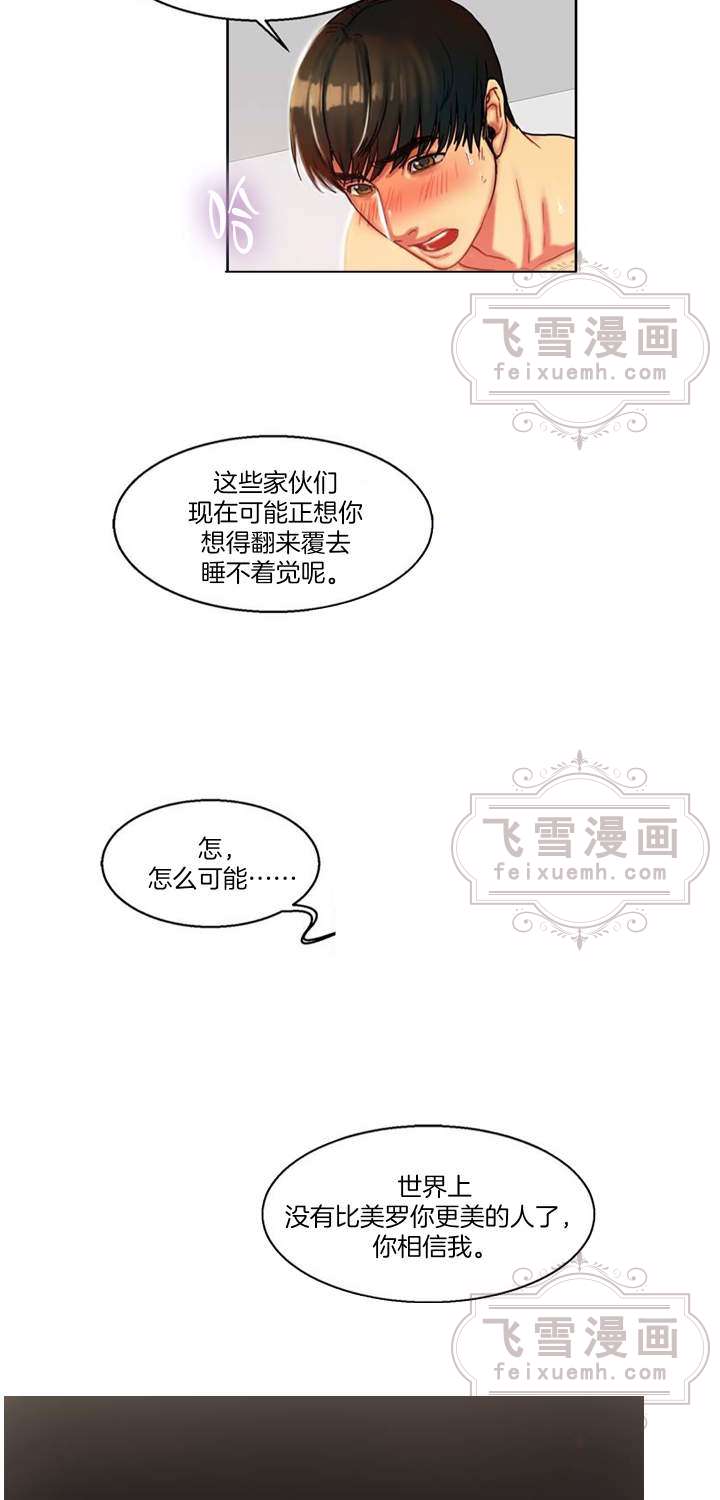 哈
飞雪漫画
feixuemh.com
这些家伙们
现在可能正想你
想得翻来覆去
睡不着觉呢。
怎，
怎么可能……
飞雪漫画
feixuemh.com
世界上
没有比美罗你更美的人了，
你相信我。
飞雪漫画
feixuemh.com